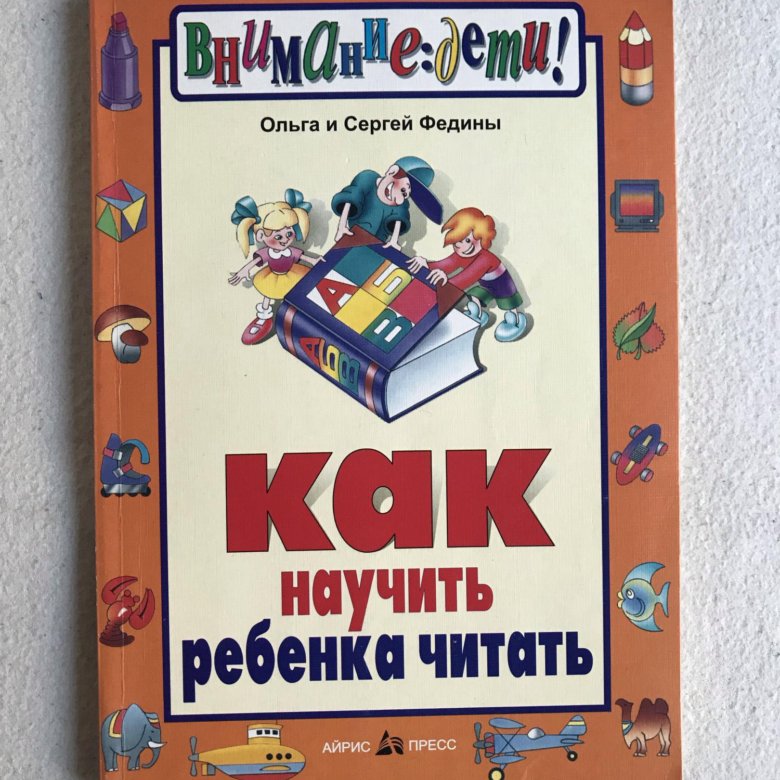 Внимание: дети!
Ольга и Сергей Федины
А Б В
А Б В
как
научить
ребенка читать
АЙРИС ПРЕСС